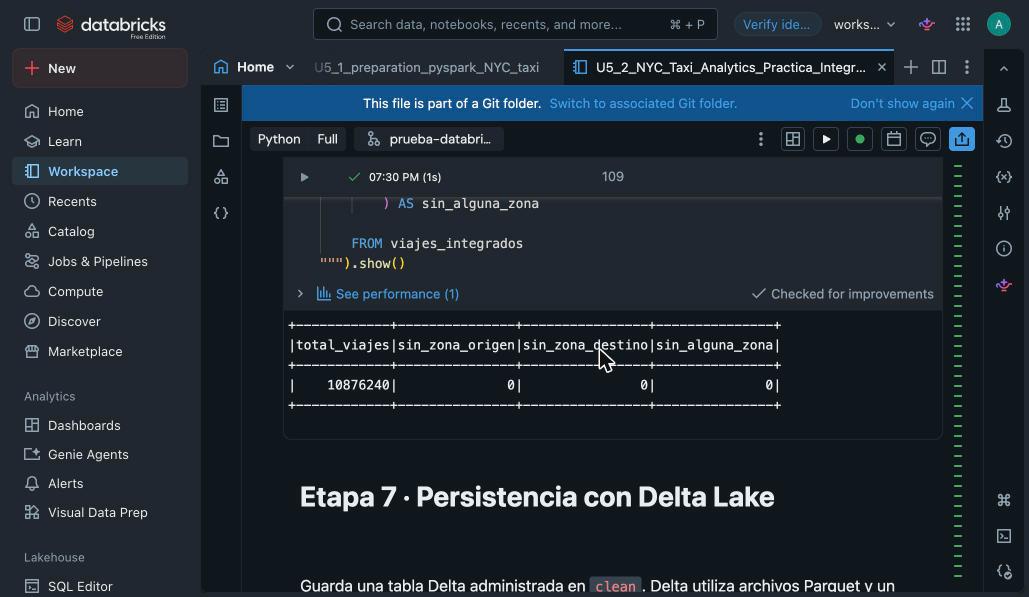 databricks
Free Edition
Search data, notebooks, recents, and more...
⌘ + P
Verify ide...
works...
A
New
Home
Learn
Workspace
Recents
Catalog
Jobs & Pipelines
Compute
Discover
Marketplace
Analytics
Dashboards
Genie Agents
Alerts
Visual Data Prep
Lakehouse
SQL Editor
Home
U5_1_preparation_pyspark_NYC_taxi
U5_2_NYC_Taxi_Analytics_Practica_Integr...
This file is part of a Git folder. Switch to associated Git folder.
Don't show again
Python
Full
prueba-databri...
07:30 PM (1s)
109
) AS sin_alguna_zona
FROM viajes_integrados
""").show()
See performance (1)
Checked for improvements
+------------+---------------+----------------+---------------+
|total_viajes|sin_zona_origen|sin_zona_destino|sin_alguna_zona|
+------------+---------------+----------------+---------------+
|    10876240|              0|               0|              0|
+------------+---------------+----------------+---------------+
Etapa 7 · Persistencia con Delta Lake
Guarda una tabla Delta administrada en clean. Delta utiliza archivos Parquet y un